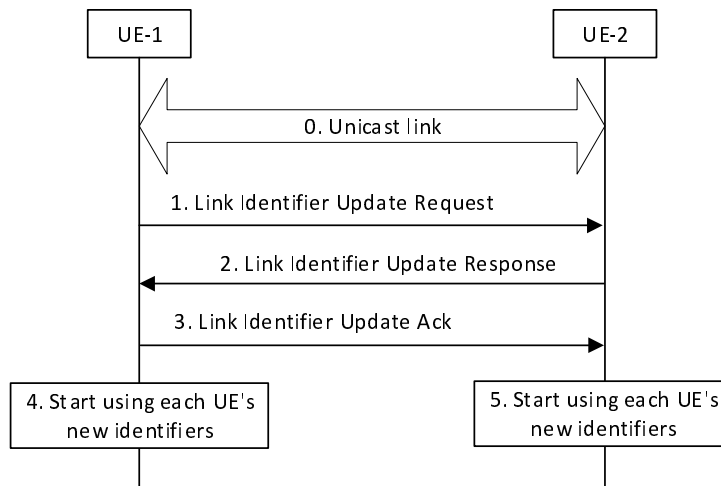 UE-1
UE-2
0. Unicast link
1. Link Identifier Update Request
2. Link Identifier Update Response
3. Link Identifier Update Ack
4. Start using each UE's
new identifiers
5. Start using each UE's
new identifiers